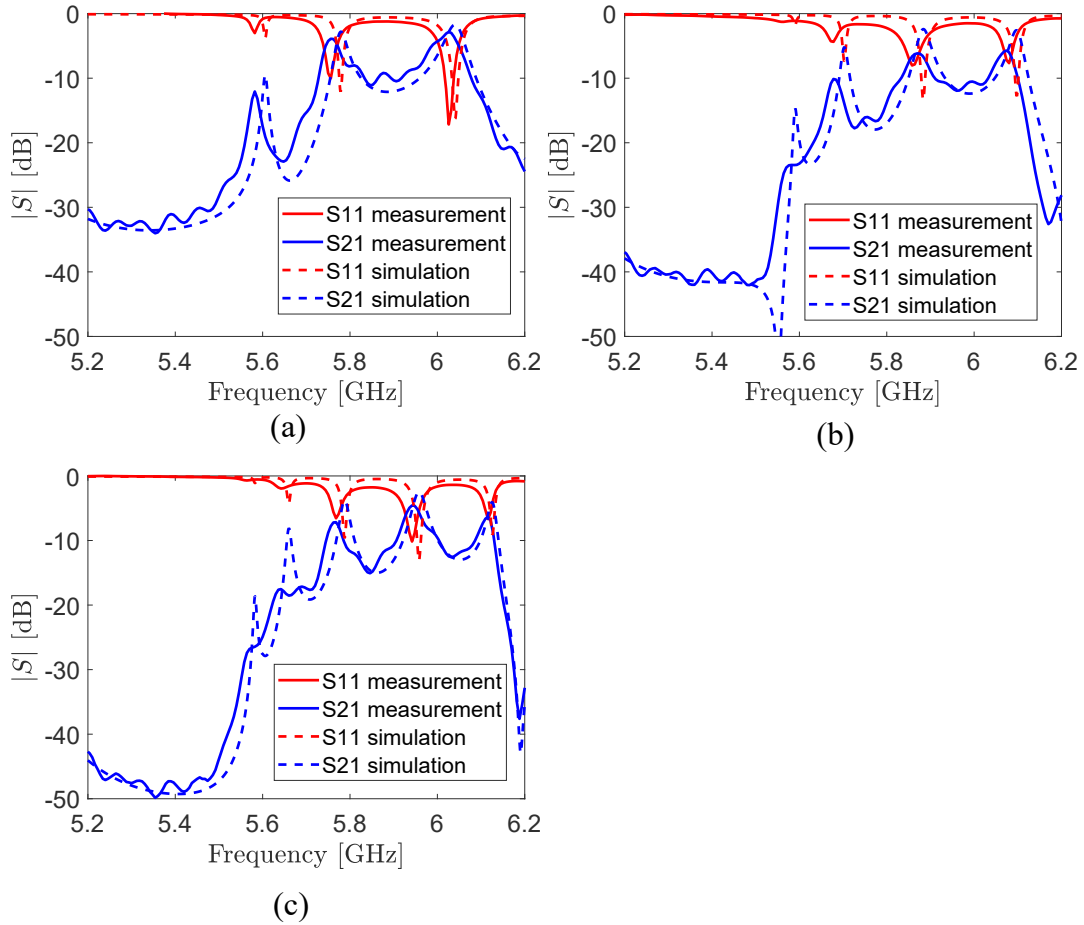 0
-10
-20
-30
-40
-50
|S| [dB]
S11 measurement
S21 measurement
S11 simulation
S21 simulation
5.2 5.4 5.6 5.8 6 6.2
Frequency [GHz]
(a)
0
-10
-20
-30
-40
-50
|S| [dB]
S11 measurement
S21 measurement
S11 simulation
S21 simulation
5.2 5.4 5.6 5.8 6 6.2
Frequency [GHz]
(b)
0
-10
-20
-30
-40
-50
|S| [dB]
S11 measurement
S21 measurement
S11 simulation
S21 simulation
5.2 5.4 5.6 5.8 6 6.2
Frequency [GHz]
(c)